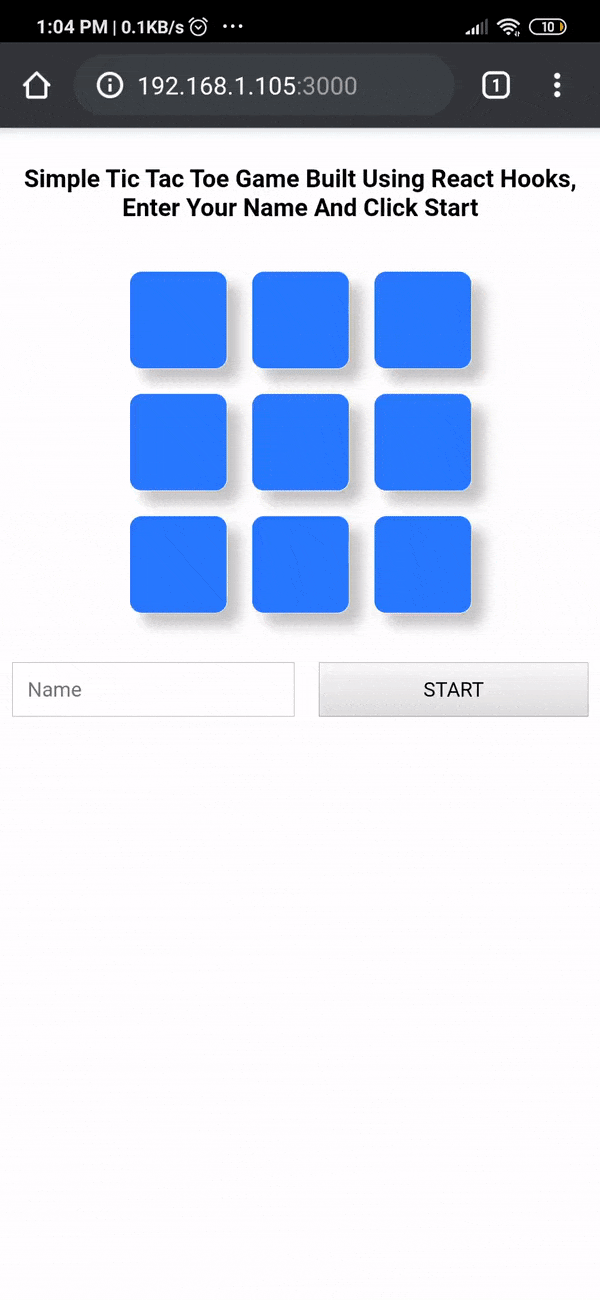 1:04 PM | 0.1KB/s ...
10
192.168.1.105:3000
1
Simple Tic Tac Toe Game Built Using React Hooks,
Enter Your Name And Click Start
Name
START